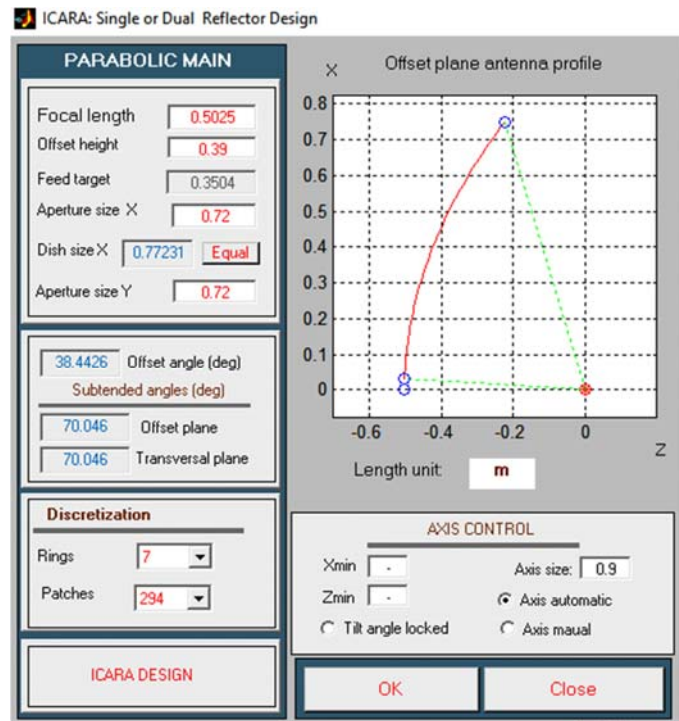 ICARA: Single or Dual Reflector Design
PARABOLIC MAIN
Focal length 0.5025
Offset height 0.39
Feed target 0.3504
Aperture size X 0.72
Dish size X 0.77231 Equal
Aperture size Y 0.72
38.4426 Offset angle (deg)
Subtended angles (deg)
70.046 Offset plane
70.046 Transversal plane
Discretization
Rings 7
Patches 294
ICARA DESIGN
X Offset plane antenna profile
0.8
0.7
0.6
0.5
0.4
0.3
0.2
0.1
0
-0.6 -0.4 -0.2 0
Z
Length unit: m
AXIS CONTROL
Xmin - Axis size: 0.9
Zmin - Axis automatic
Tilt angle locked Axis maual
OK Close